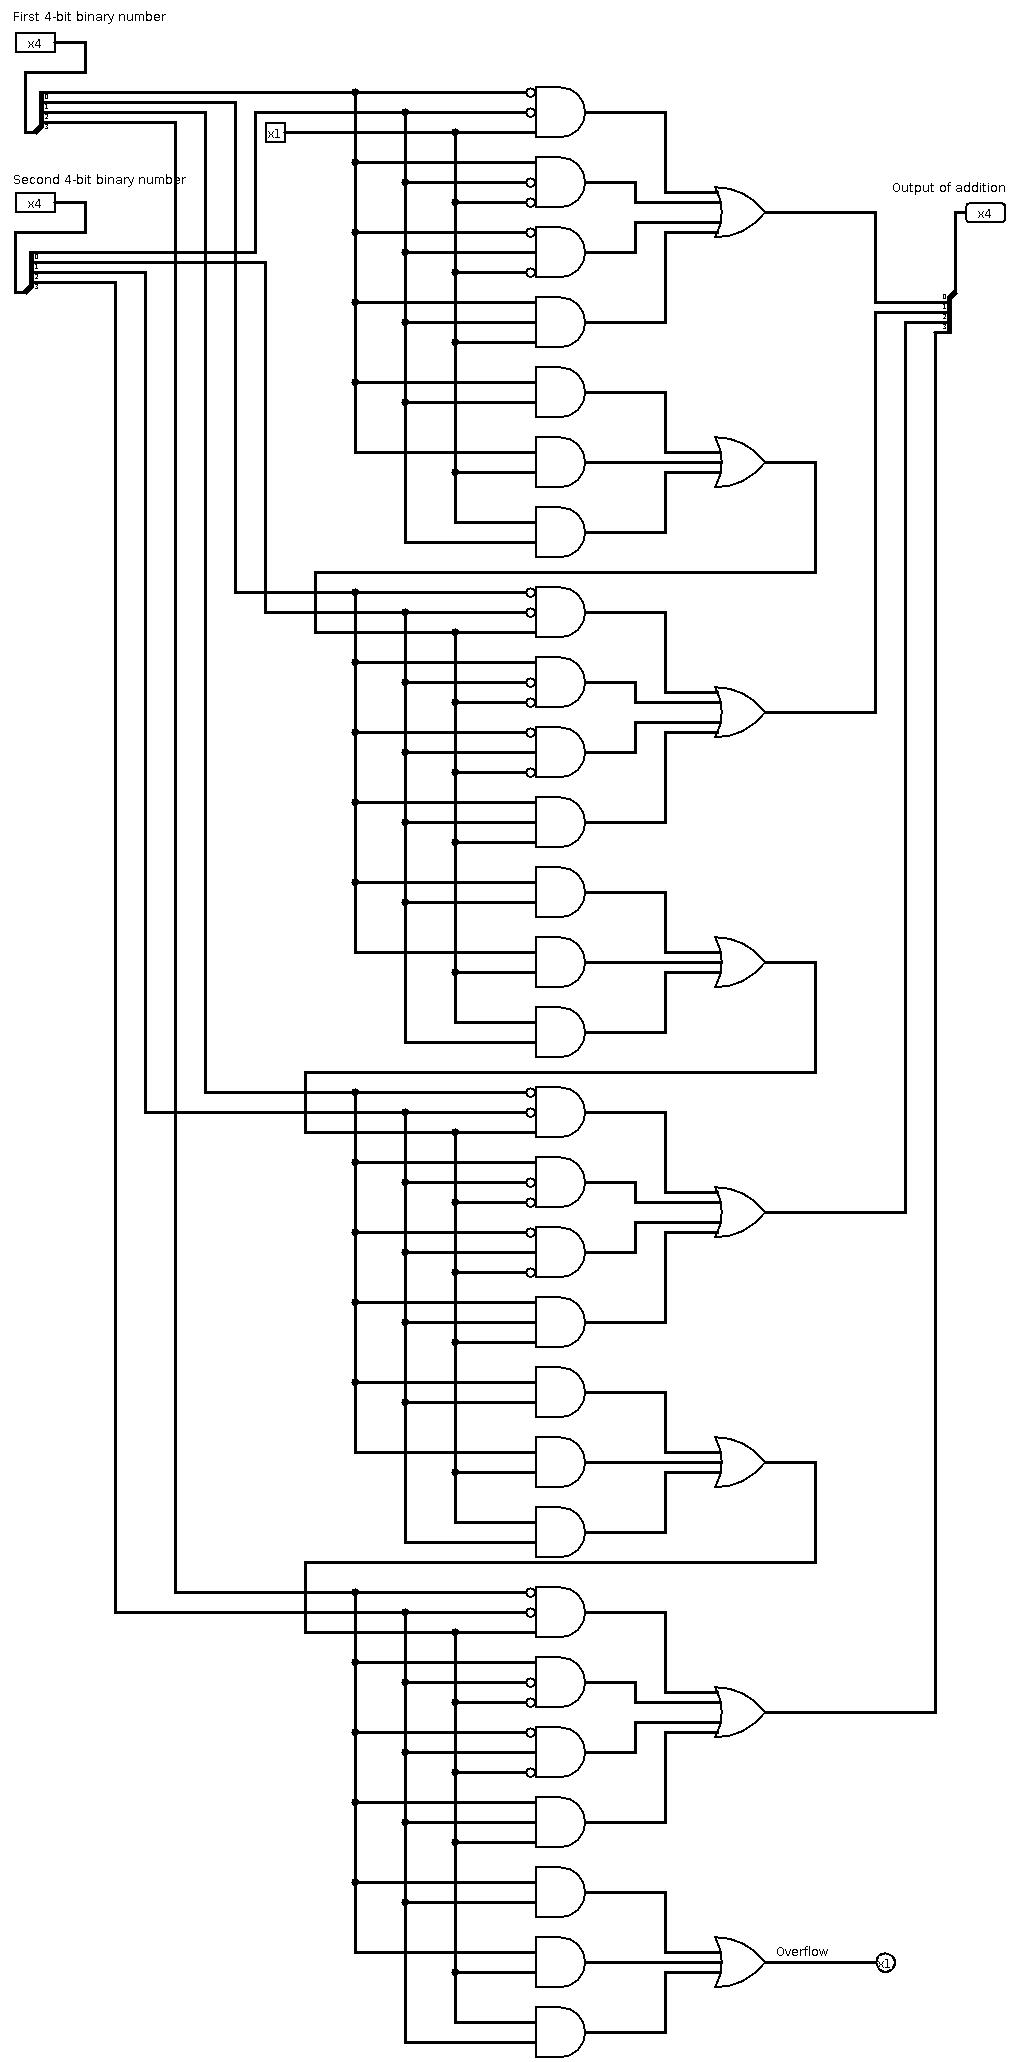 First 4-bit binary number
x4
0
1
2
3
x1
Second 4-bit binary number
x4
0
1
2
3
Output of addition
x4
0
1
2
3
Overflow
x1